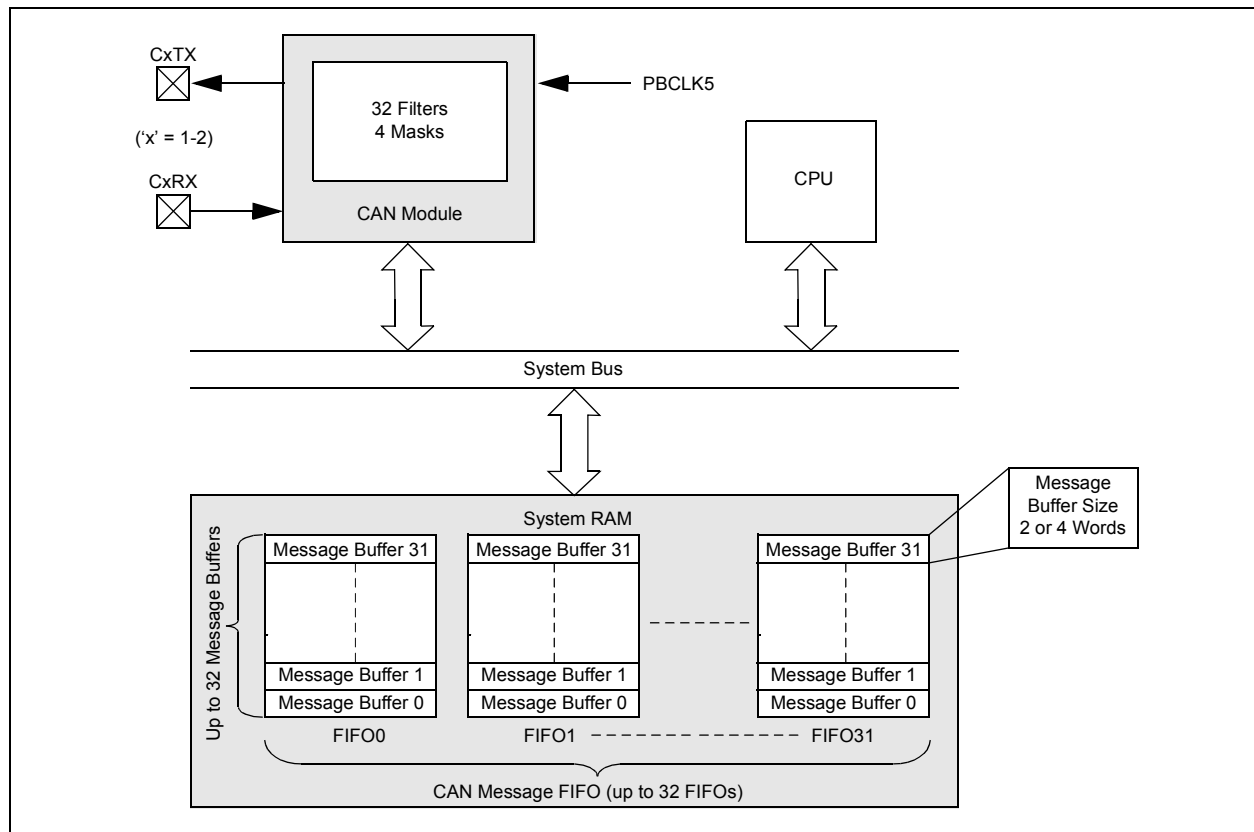 CxTX
(‘x’ = 1-2)
CxRX
32 Filters
4 Masks
CAN Module
PBCLK5
CPU
System Bus
System RAM
Message
Buffer Size
2 or 4 Words
Up to 32 Message Buffers
Message Buffer 31
Message Buffer 1
Message Buffer 0
FIFO0
Message Buffer 31
Message Buffer 1
Message Buffer 0
FIFO1
Message Buffer 31
Message Buffer 1
Message Buffer 0
FIFO31
CAN Message FIFO (up to 32 FIFOs)